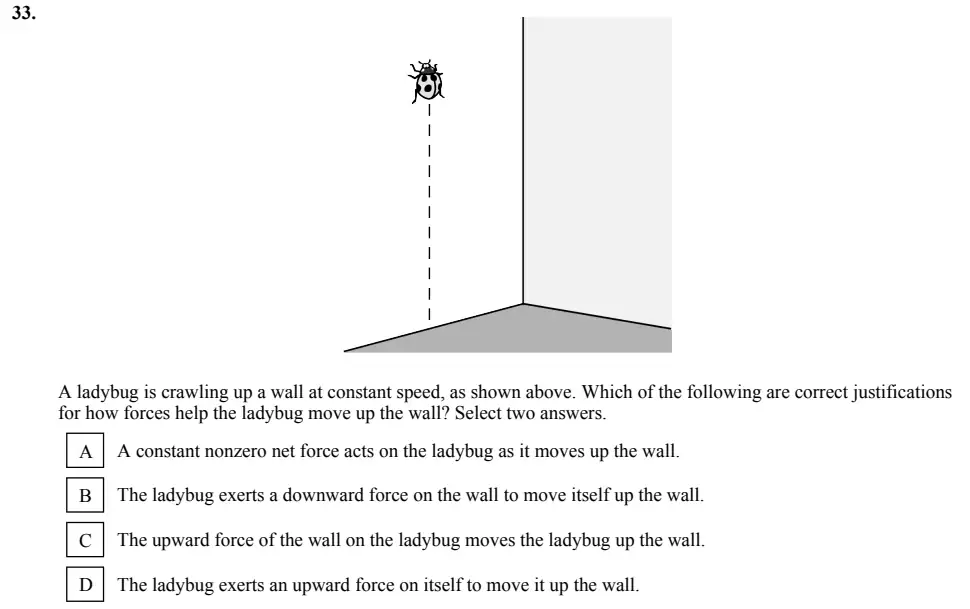 33.
A ladybug is crawling up a wall at constant speed, as shown above. Which of the following are correct justifications
for how forces help the ladybug move up the wall? Select two answers.
A A constant nonzero net force acts on the ladybug as it moves up the wall.
B The ladybug exerts a downward force on the wall to move itself up the wall.
C The upward force of the wall on the ladybug moves the ladybug up the wall.
D The ladybug exerts an upward force on itself to move it up the wall.